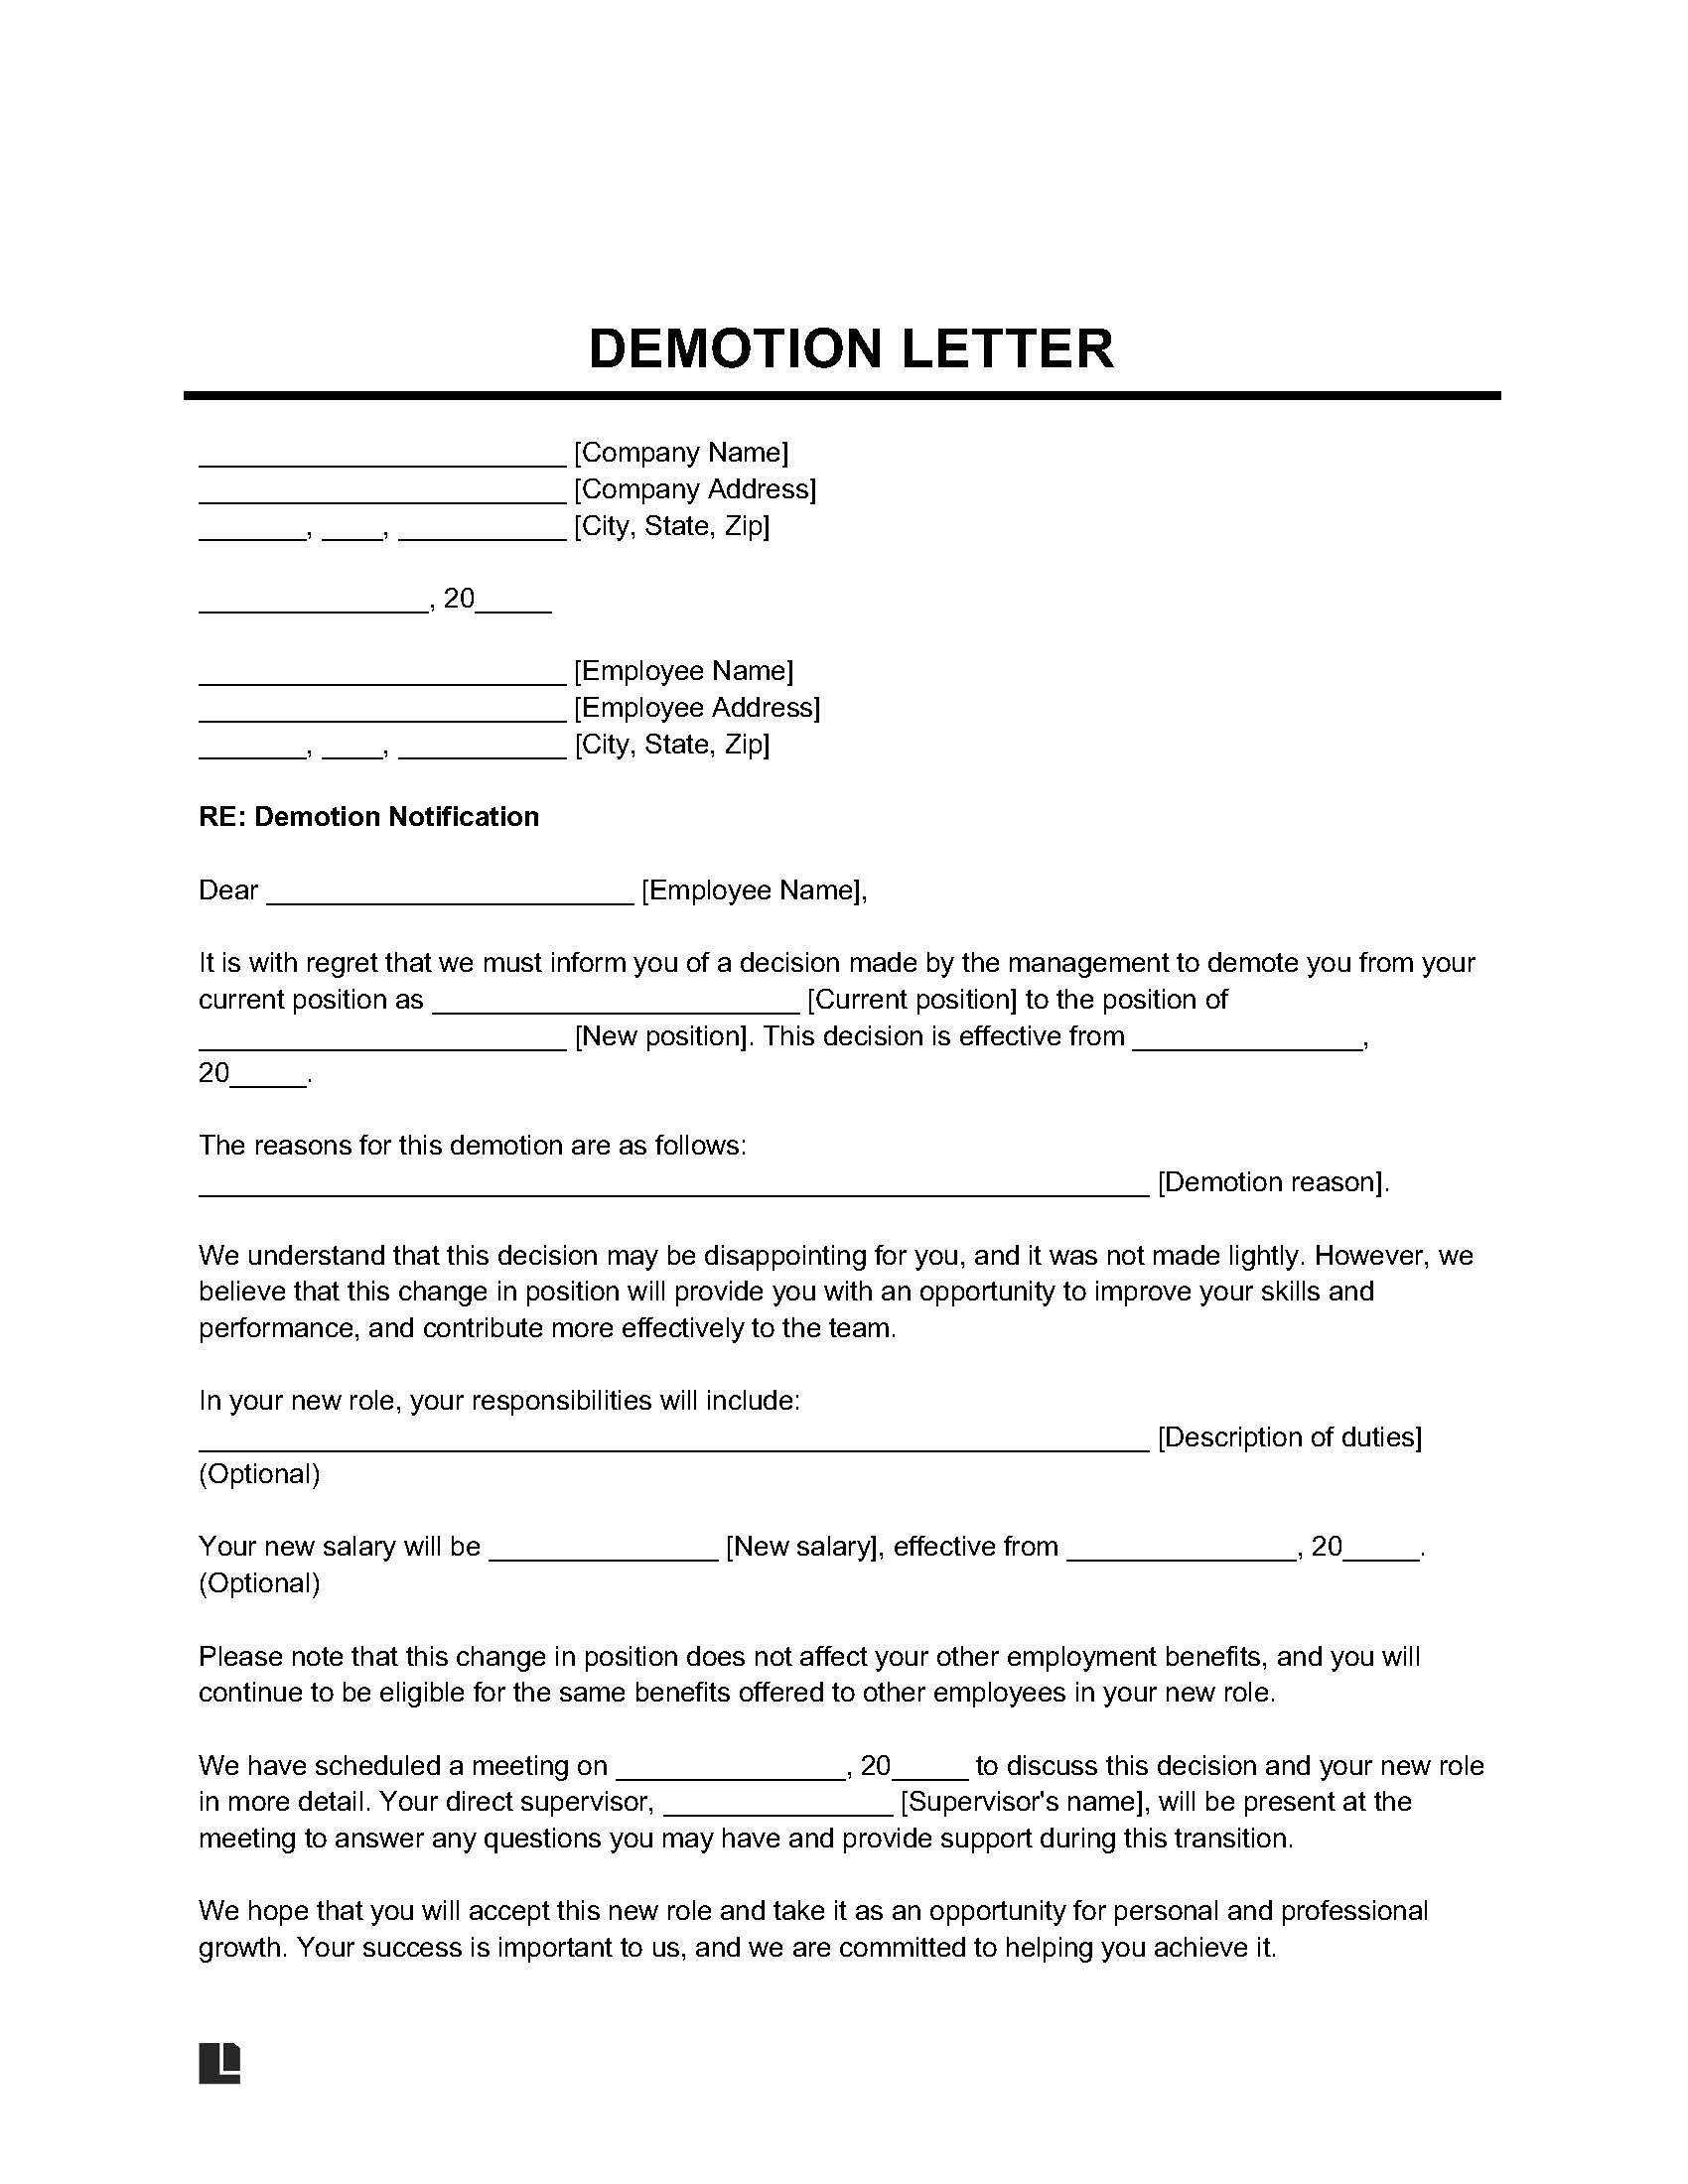 DEMOTION LETTER
________________________ [Company Name]
________________________ [Company Address]
_______, ____, ___________ [City, State, Zip]
_______________, 20_____
________________________ [Employee Name]
________________________ [Employee Address]
_______, ____, ___________ [City, State, Zip]
RE: Demotion Notification
Dear ________________________ [Employee Name],
It is with regret that we must inform you of a decision made by the management to demote you from your
current position as ________________________ [Current position] to the position of
________________________ [New position]. This decision is effective from _______________,
20_____.
The reasons for this demotion are as follows:
______________________________________________________________ [Demotion reason].
We understand that this decision may be disappointing for you, and it was not made lightly. However, we
believe that this change in position will provide you with an opportunity to improve your skills and
performance, and contribute more effectively to the team.
In your new role, your responsibilities will include:
______________________________________________________________ [Description of duties]
(Optional)
Your new salary will be _______________ [New salary], effective from _______________, 20_____.
(Optional)
Please note that this change in position does not affect your other employment benefits, and you will
continue to be eligible for the same benefits offered to other employees in your new role.
We have scheduled a meeting on _______________, 20_____ to discuss this decision and your new role
in more detail. Your direct supervisor, _______________ [Supervisor's name], will be present at the
meeting to answer any questions you may have and provide support during this transition.
We hope that you will accept this new role and take it as an opportunity for personal and professional
growth. Your success is important to us, and we are committed to helping you achieve it.